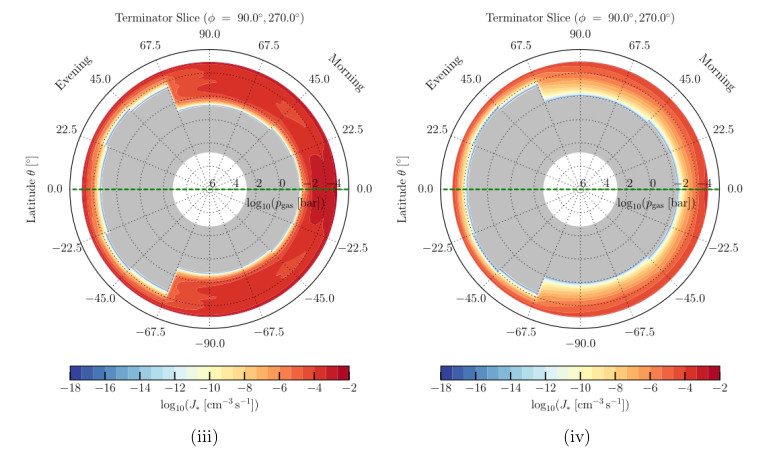 Terminator Slice (ϕ = 90.0°, 270.0°)
90.0
67.5 67.5
Evening Morning
45.0 45.0
22.5 22.5
Latitude θ [°]
0.0 0.0
6 4 2 0 −2 −4
log₁₀(p_gas [bar])
−22.5 −22.5
−45.0 −45.0
−67.5 −67.5
−90.0
−18 −16 −14 −12 −10 −8 −6 −4 −2
log₁₀(J* [cm⁻³ s⁻¹])
(iii)
Terminator Slice (ϕ = 90.0°, 270.0°)
90.0
67.5 67.5
Evening Morning
45.0 45.0
22.5 22.5
Latitude θ [°]
0.0 0.0
6 4 2 0 −2 −4
log₁₀(p_gas [bar])
−22.5 −22.5
−45.0 −45.0
−67.5 −67.5
−90.0
−18 −16 −14 −12 −10 −8 −6 −4 −2
log₁₀(J* [cm⁻³ s⁻¹])
(iv)